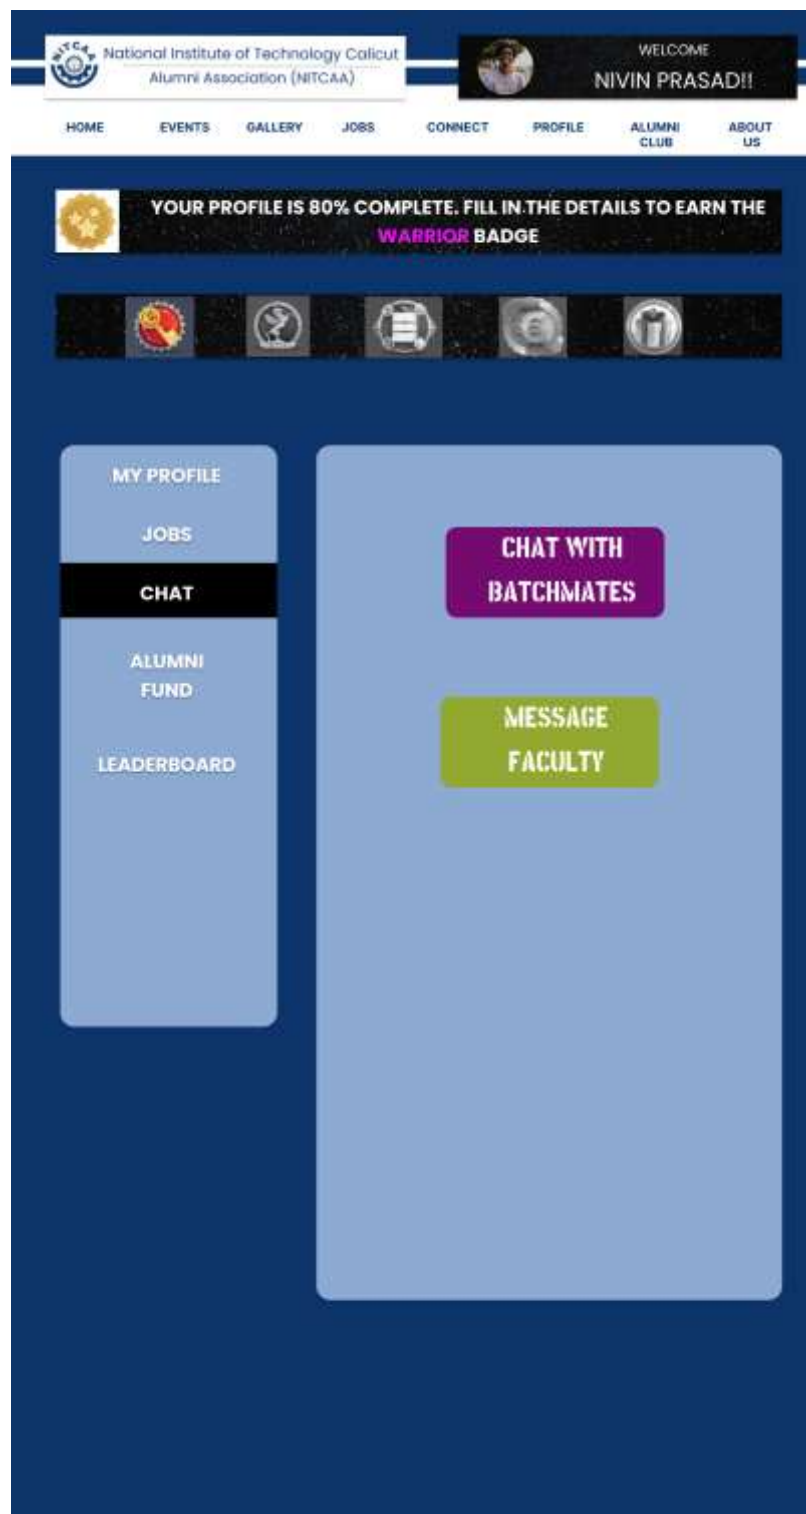 NITCAA
National Institute of Technology Calicut
Alumni Association (NITCAA)
WELCOME
NIVIN PRASAD!!
HOME EVENTS GALLERY JOBS CONNECT PROFILE ALUMNI CLUB ABOUT US
YOUR PROFILE IS 80% COMPLETE. FILL IN THE DETAILS TO EARN THE
WARRIOR BADGE
MY PROFILE
JOBS
CHAT
ALUMNI
FUND
LEADERBOARD
CHAT WITH
BATCHMATES
MESSAGE
FACULTY